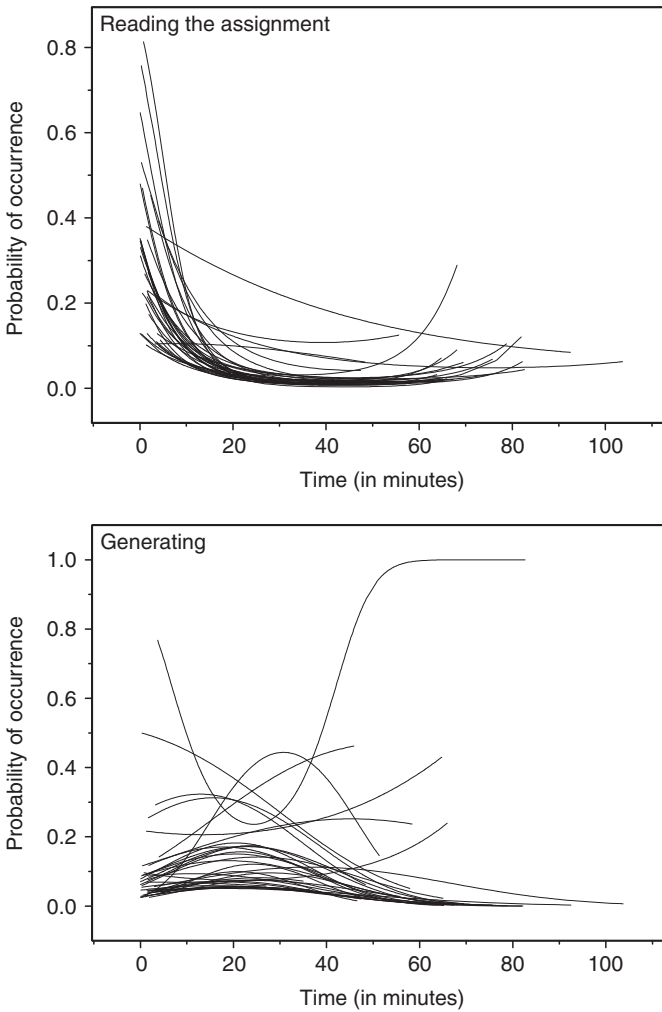 Reading the assignment
0.8
0.6
0.4
0.2
0.0
Probability of occurrence
0 20 40 60 80 100
Time (in minutes)
Generating
1.0
0.8
0.6
0.4
0.2
0.0
Probability of occurrence
0 20 40 60 80 100
Time (in minutes)